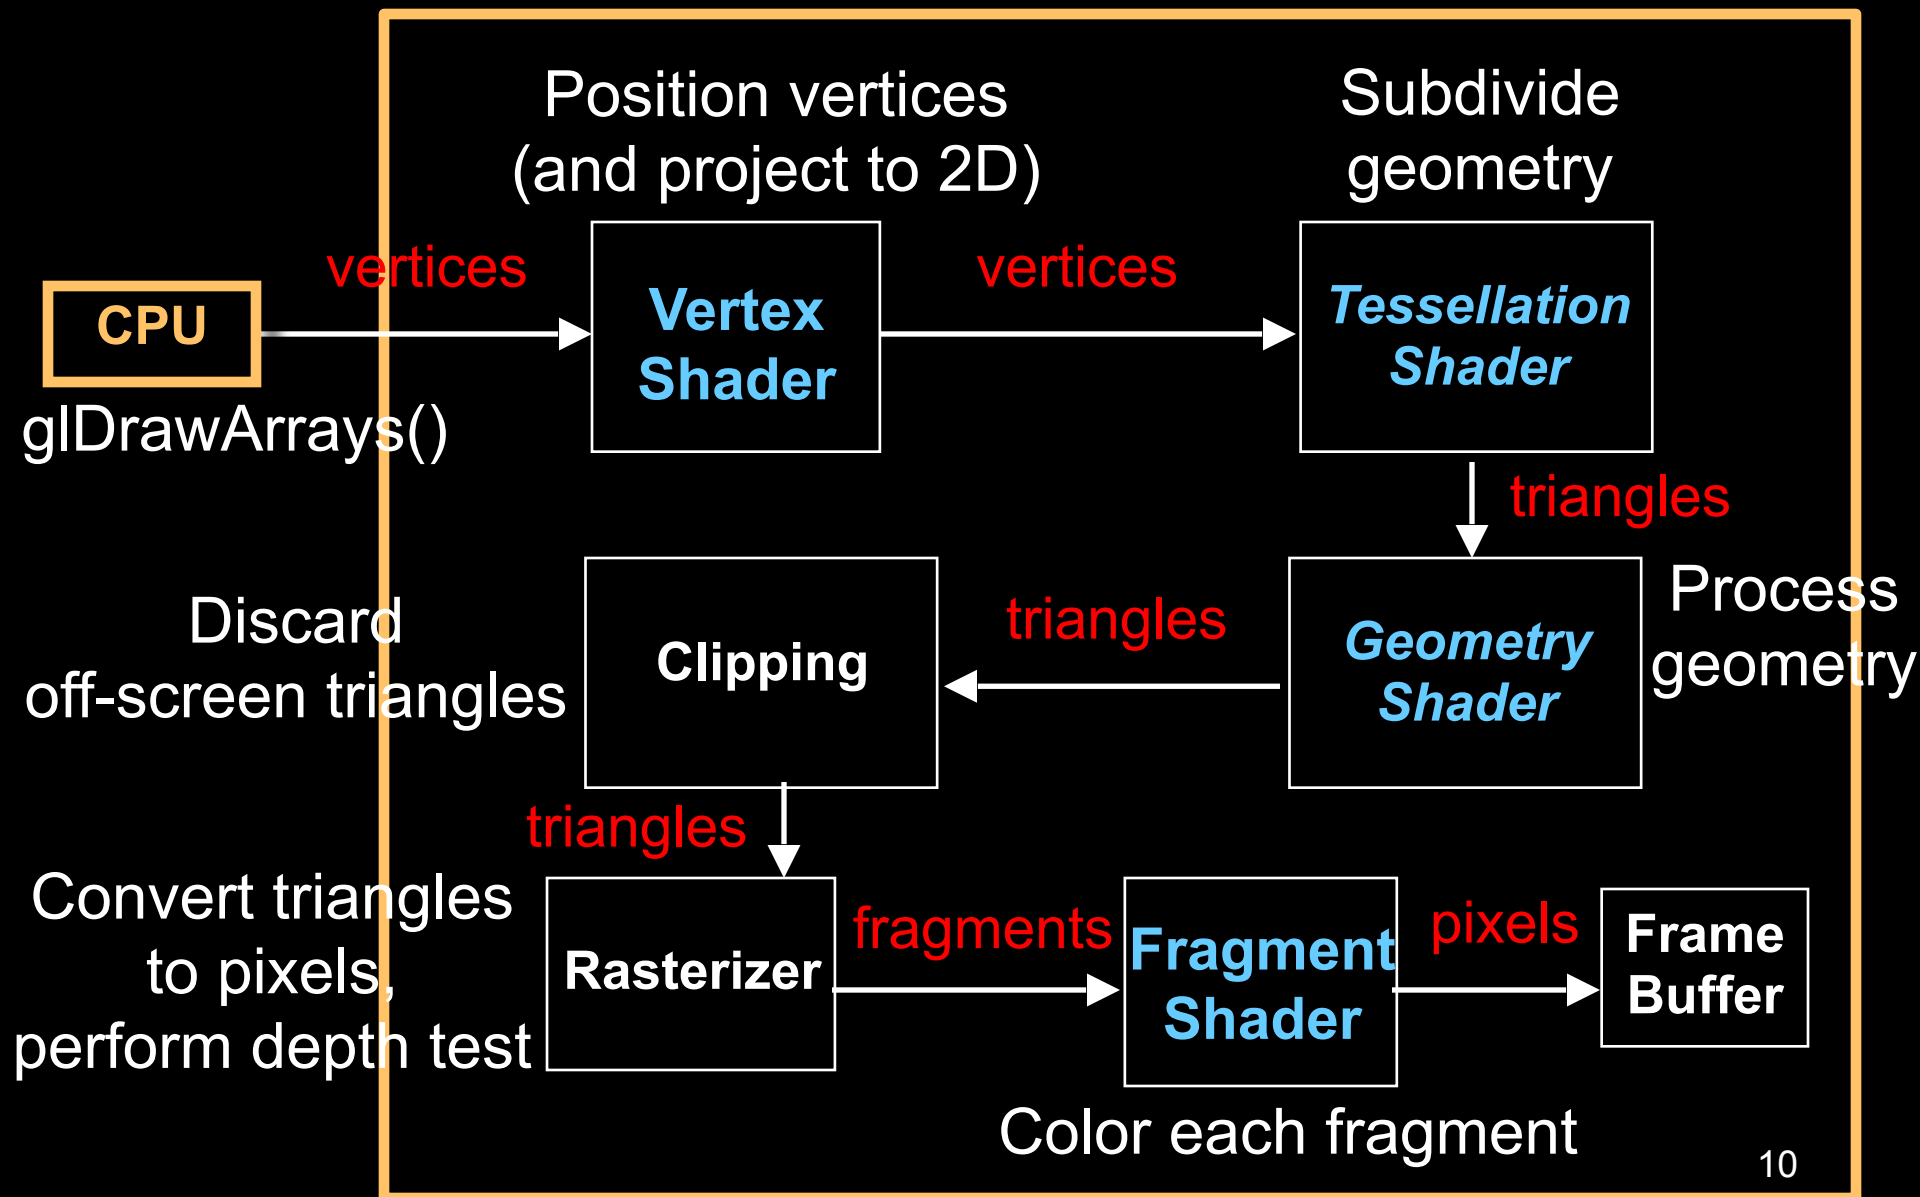 Position vertices
(and project to 2D)
Subdivide
geometry
CPU
glDrawArrays()
vertices
Vertex
Shader
vertices
Tessellation
Shader
triangles
Process
geometry
Geometry
Shader
triangles
Clipping
Discard
off-screen triangles
triangles
Convert triangles
to pixels,
perform depth test
Rasterizer
fragments
Fragment
Shader
Color each fragment
pixels
Frame
Buffer
10